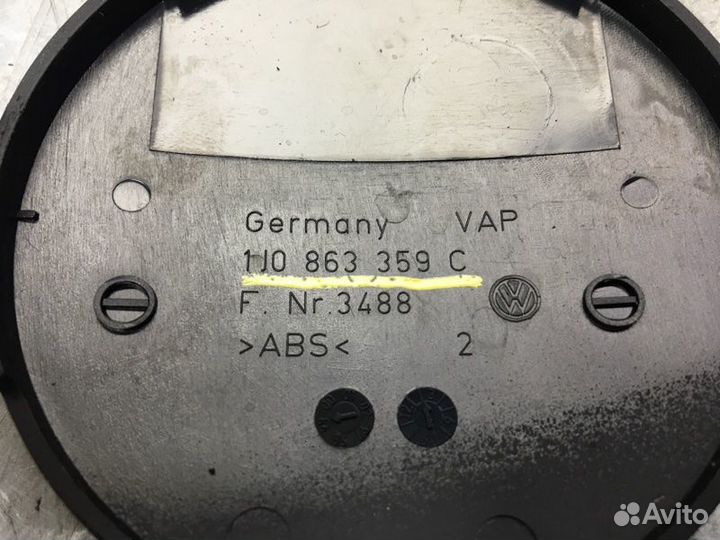 Germany VAP
1J0 863 359 C
F. Nr.3488
>ABS< 2
Avito